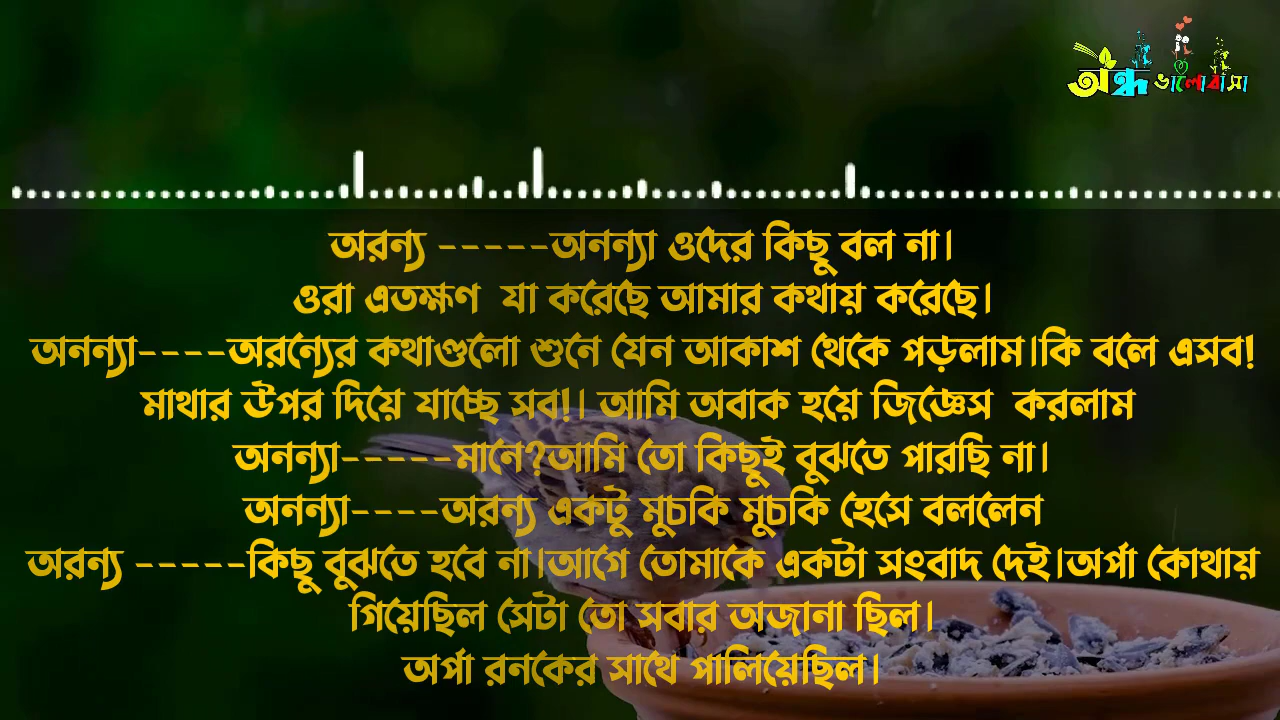 অন্ধ ভালোবাসা
অরন্য -----অনন্যা ওদের কিছু বল না।
ওরা এতক্ষণ যা করেছে আমার কথায় করেছে।
অনন্যা----অরন্যের কথাগুলো শুনে যেন আকাশ থেকে পড়লাম।কি বলে এসব!
মাথার উপর দিয়ে যাচ্ছে সব!। আমি অবাক হয়ে জিজ্ঞেস করলাম
অনন্যা-----মানে?আমি তো কিছুই বুঝতে পারছি না।
অনন্যা----অরন্য একটু মুচকি মুচকি হেসে বললেন
অরন্য -----কিছু বুঝতে হবে না।আগে তোমাকে একটা সংবাদ দেই।অর্পা কোথায়
গিয়েছিল সেটা তো সবার অজানা ছিল।
অর্পা রনকের সাথে পালিয়েছিল।